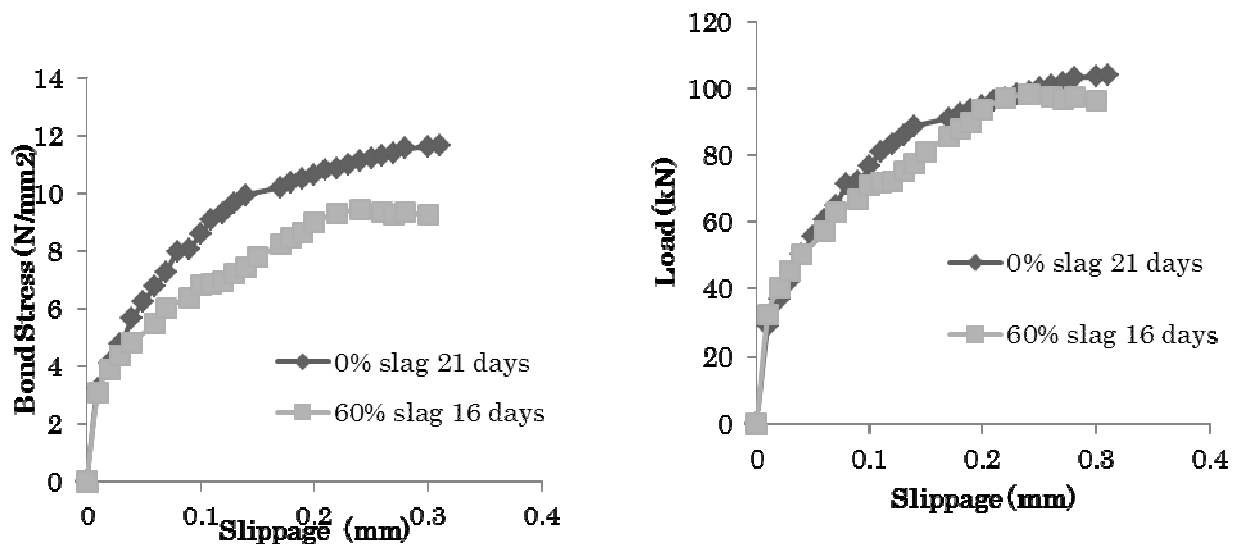 14
12
10
8
6
4
2
0
Bond Stress (N/mm2)
0% slag 21 days
60% slag 16 days
0 0.1 0.2 0.3 0.4
Slippage (mm)
120
100
80
60
40
20
0
Load (kN)
0% slag 21 days
60% slag 16 days
0 0.1 0.2 0.3 0.4
Slippage (mm)